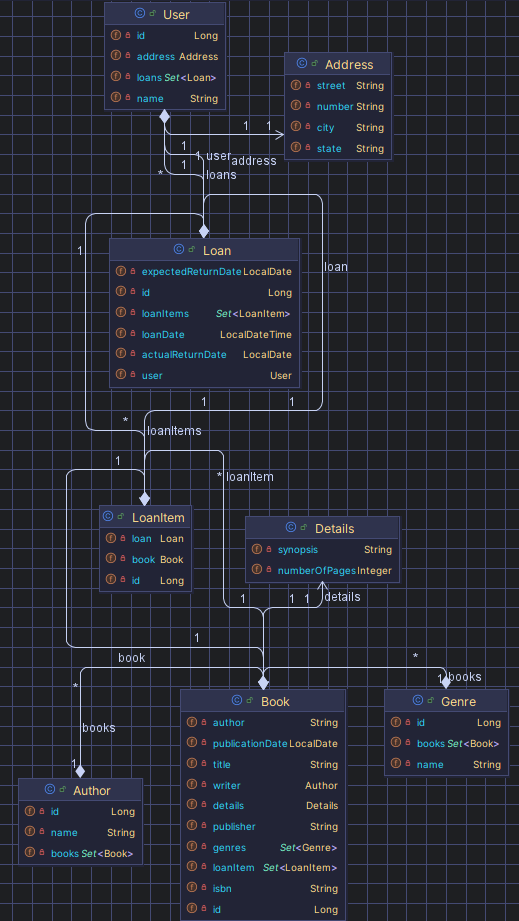 User
id Long
address Address
loans Set<Loan>
name String
Address
street String
number String
city String
state String
1 1
1 1 user
address
* 1 loans
1
loan
Loan
expectedReturnDate LocalDate
id Long
loanItems Set<LoanItem>
loanDate LocalDateTime
actualReturnDate LocalDate
user User
1 1
* loanItems
1
* loanItem
LoanItem
loan Loan
book Book
id Long
Details
synopsis String
numberOfPages Integer
1 1 1 details
1
book
*
* 1 books
books
1
Book
author String
publicationDate LocalDate
title String
writer Author
details Details
publisher String
genres Set<Genre>
loanItem Set<LoanItem>
isbn String
id Long
Genre
id Long
books Set<Book>
name String
Author
id Long
name String
books Set<Book>